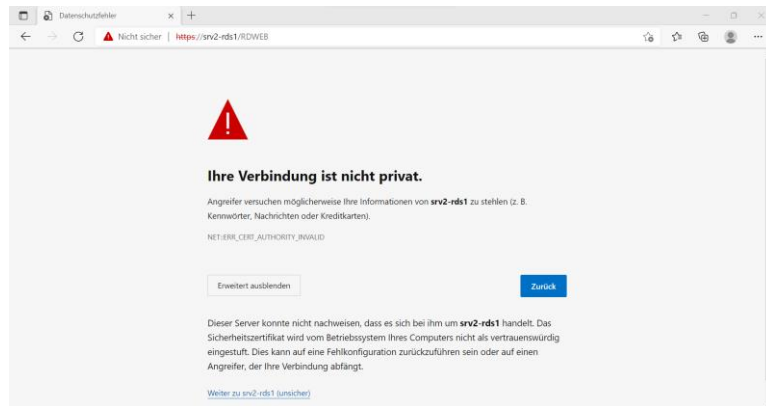 Datenschutzfehler
Nicht sicher | https://srv2-rds1/RDWEB
Ihre Verbindung ist nicht privat.
Angreifer versuchen möglicherweise Ihre Informationen von srv2-rds1 zu stehlen (z. B.
Kennwörter, Nachrichten oder Kreditkarten).
NET::ERR_CERT_AUTHORITY_INVALID
Erweitert ausblenden
Zurück
Dieser Server konnte nicht nachweisen, dass es sich bei ihm um srv2-rds1 handelt. Das
Sicherheitszertifikat wird vom Betriebssystem Ihres Computers nicht als vertrauenswürdig
eingestuft. Dies kann auf eine Fehlkonfiguration zurückzuführen sein oder auf einen
Angreifer, der Ihre Verbindung abfängt.
Weiter zu srv2-rds1 (unsicher)